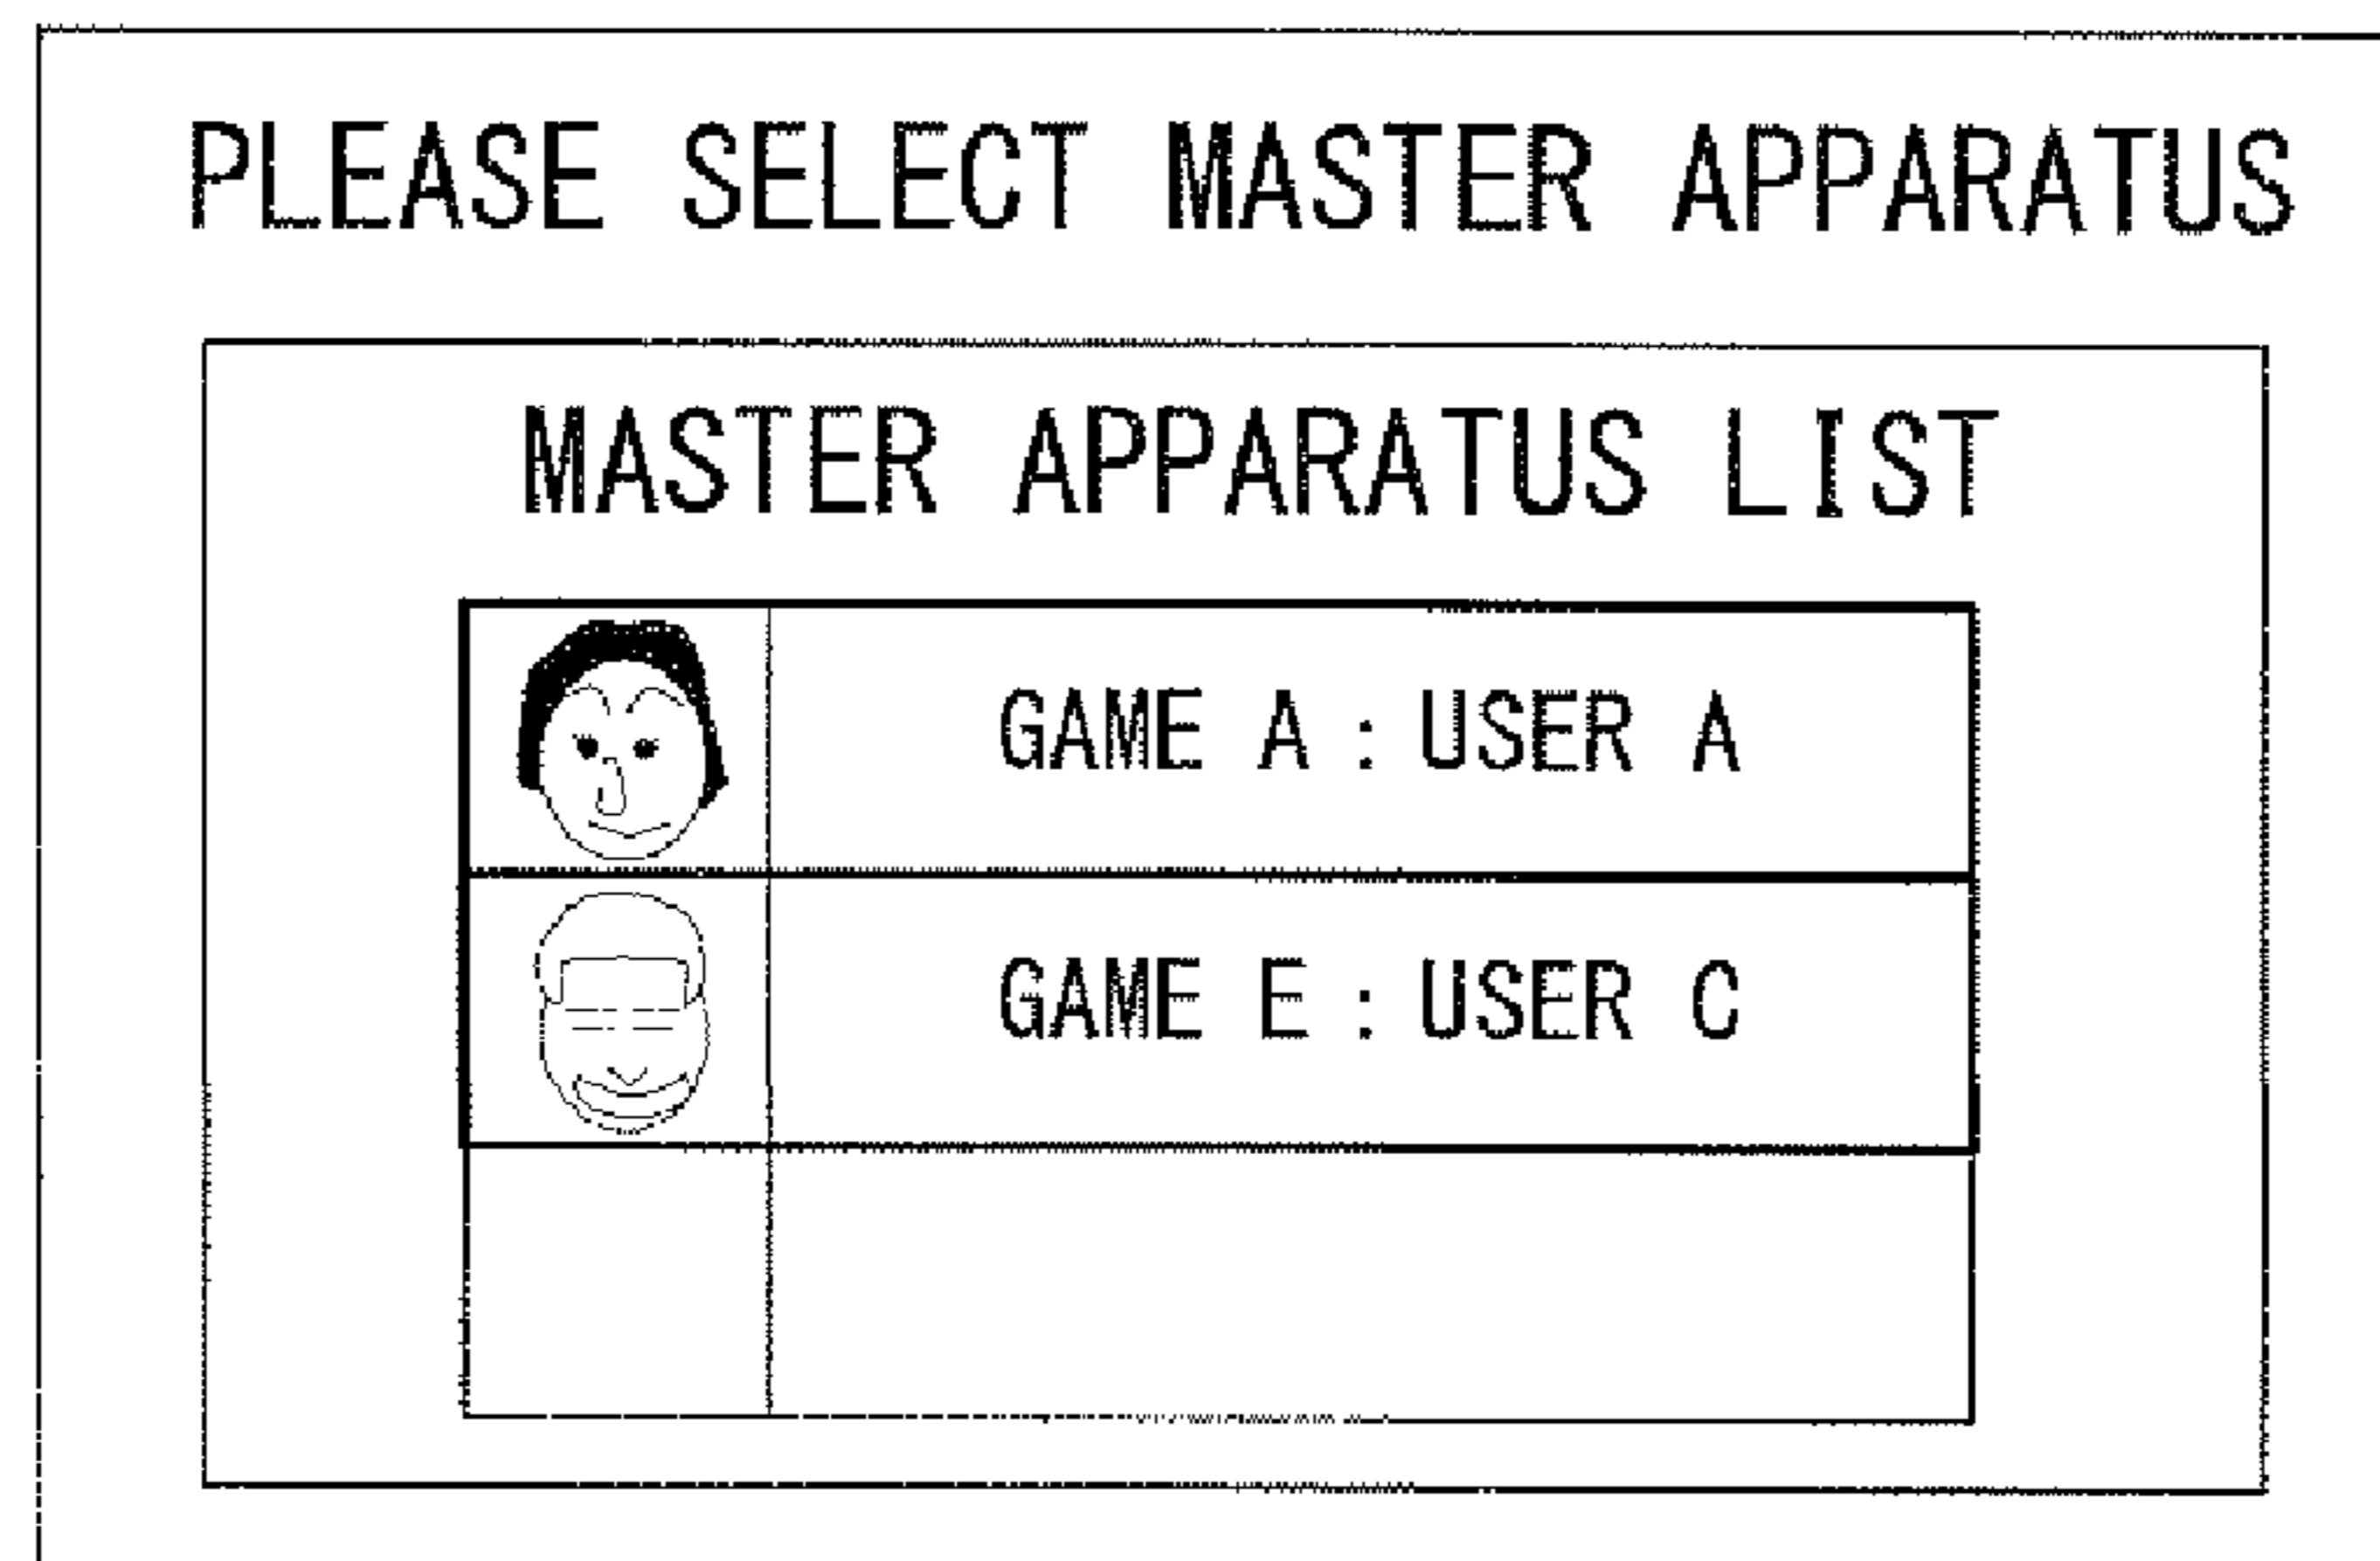 PLEASE SELECT MASTER APPARATUS
MASTER APPARATUS LIST
GAME A : USER A
GAME E : USER C